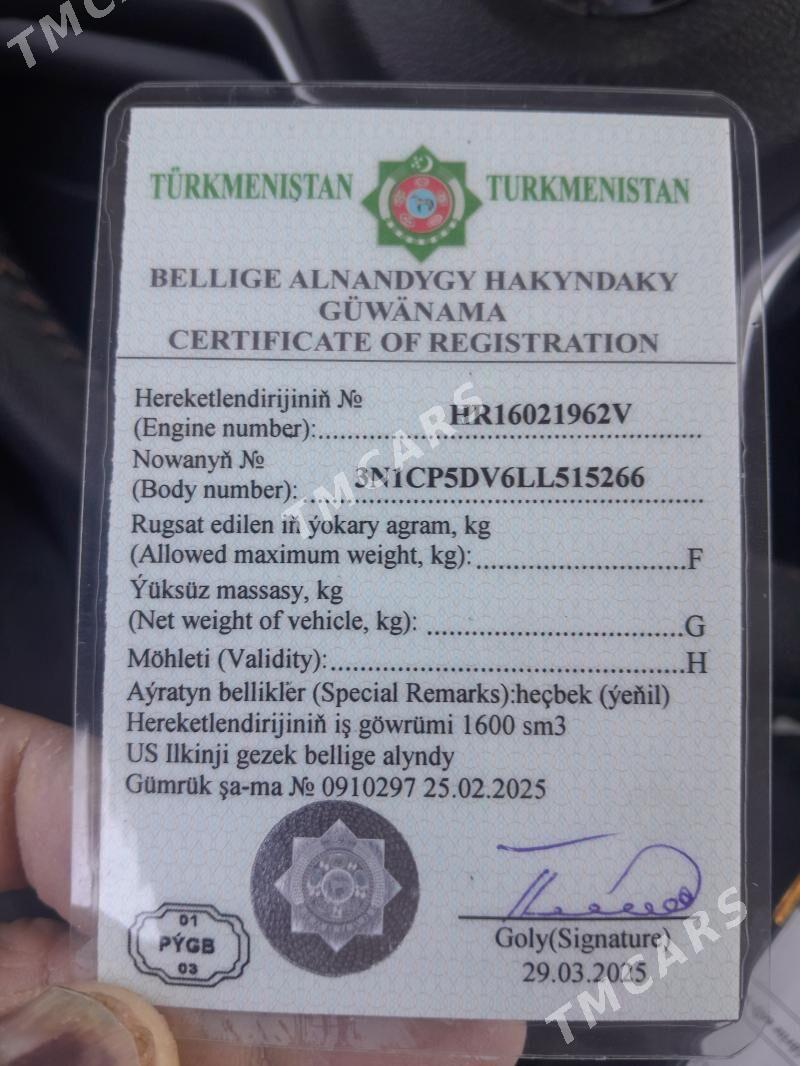 TMCARS
TÜRKMENIŞTAN TURKMENISTAN
BELLIGE ALNANDYGY HAKYNDAKY
GÜWÄNAMA
CERTIFICATE OF REGISTRATION
Hereketlendirijiniň №
(Engine number):..........HR16021962V
Nowanyň №
(Body number):..........3N1CP5DV6LL515266
Rugsat edilen iň ýokary agram, kg
(Allowed maximum weight, kg):..........F
Ýüksüz massasy, kg
(Net weight of vehicle, kg): ..........G
Möhleti (Validity):..........H
Aýratyn bellikler (Special Remarks):heçbek (ýeňil)
Hereketlendirijiniň iş göwrümi 1600 sm3
US Ilkinji gezek bellige alyndy
Gümrük şa-ma № 0910297 25.02.2025
01
PÝGB
03
Goly(Signature)
29.03.2025
TMCARS
TMCARS